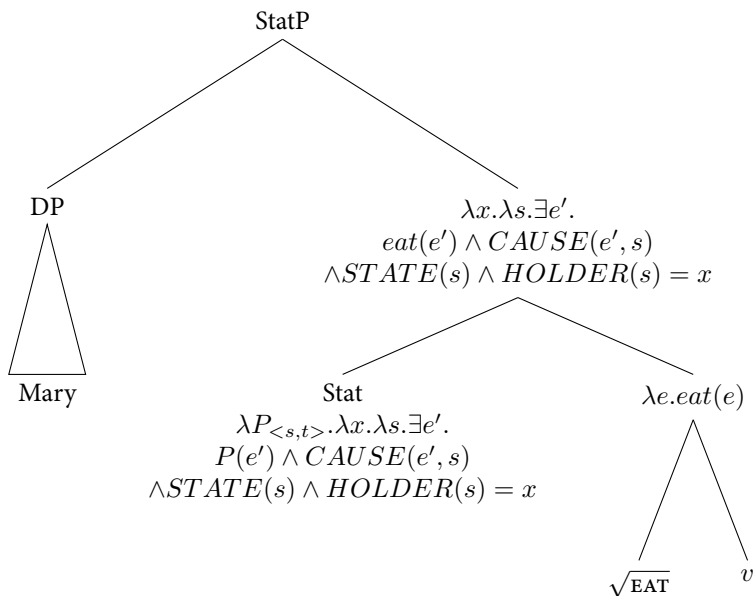 StatP
DP
λx.λs.∃e′.
eat(e′) ∧ CAUSE(e′, s)
∧STATE(s) ∧ HOLDER(s) = x
Mary
Stat
λe.eat(e)
λP<s,t>.λx.λs.∃e′.
P(e′) ∧ CAUSE(e′, s)
∧STATE(s) ∧ HOLDER(s) = x
√EAT
v